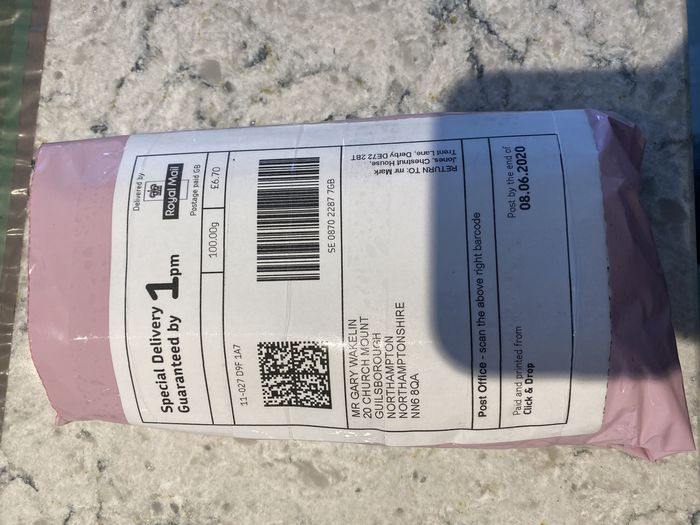 Special Delivery
Guaranteed by 1pm
Delivered by
Royal Mail
Postage paid GB
100.00g
£6.70
11-027 D9F 1A7
SE 0870 2287 7GB
MR GARY WAKELIN
20 CHURCH MOUNT
GUILSBOROUGH
NORTHAMPTON
NORTHAMPTONSHIRE
NN6 8QA
RETURN TO: mr Mark
Jones, Chestnut House,
Trent Lane, Derby DE72 2BT
Post Office - scan the above right barcode
Paid and printed from
Click & Drop
Post by the end of
08.06.2020